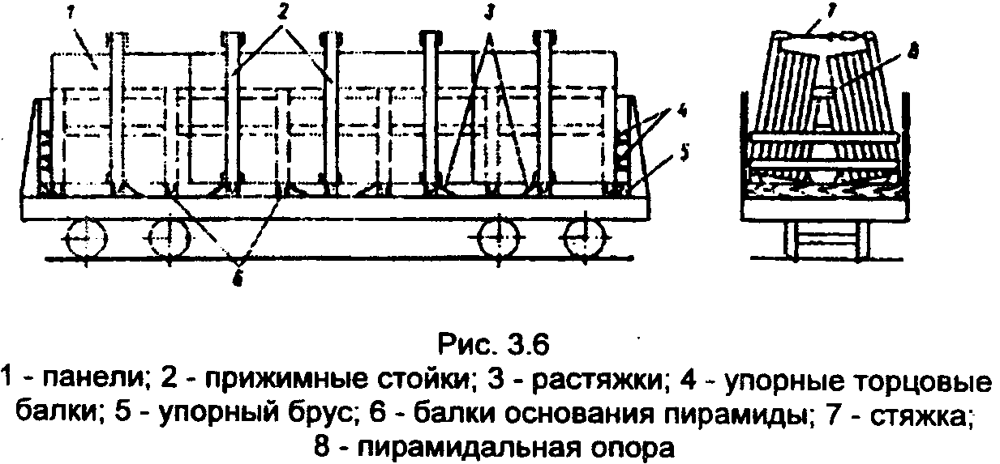 1
2
3
7
8
4
5
6
Рис. 3.6
1 - панели; 2 - прижимные стойки; 3 - растяжки; 4 - упорные торцовые
балки; 5 - упорный брус; 6 - балки основания пирамиды; 7 - стяжка;
8 - пирамидальная опора